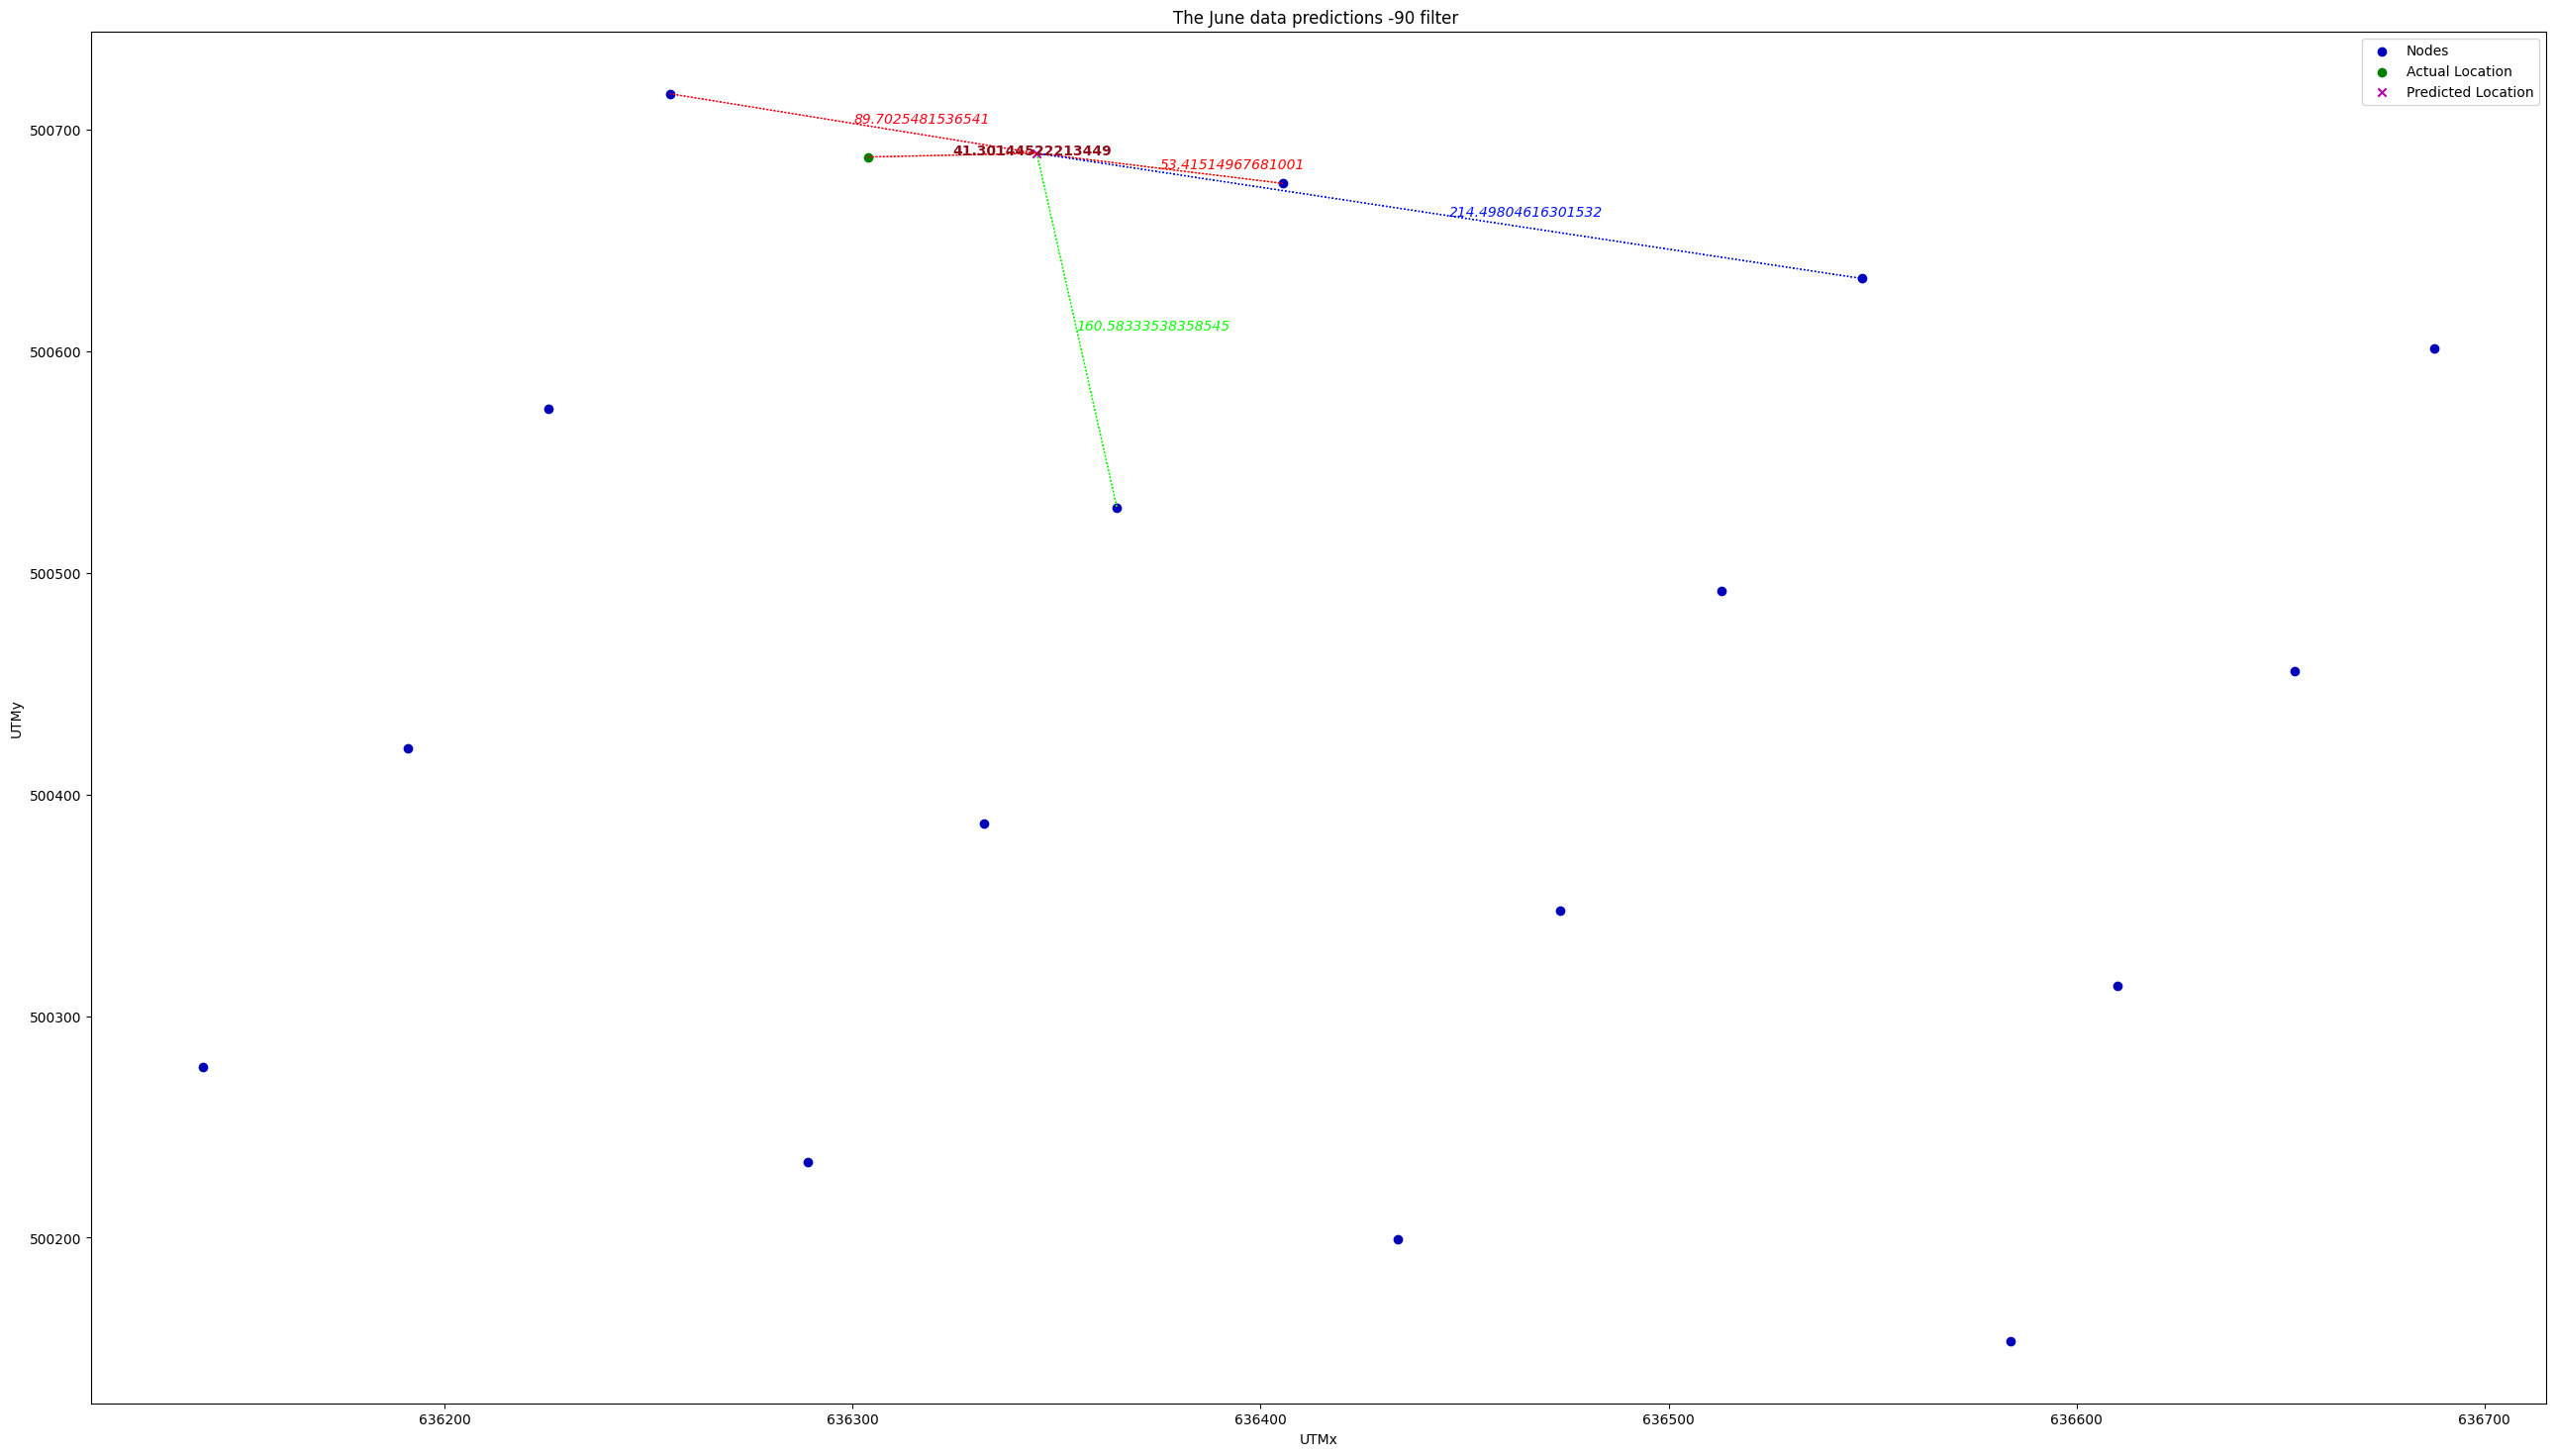 The June data predictions -90 filter
Nodes
Actual Location
Predicted Location
89.7025481536541
41.30144522213449
53.41514967681001
214.49804616301532
160.58333538358545
500700
500600
500500
500400
500300
500200
UTMy
636200
636300
636400
636500
636600
636700
UTMx